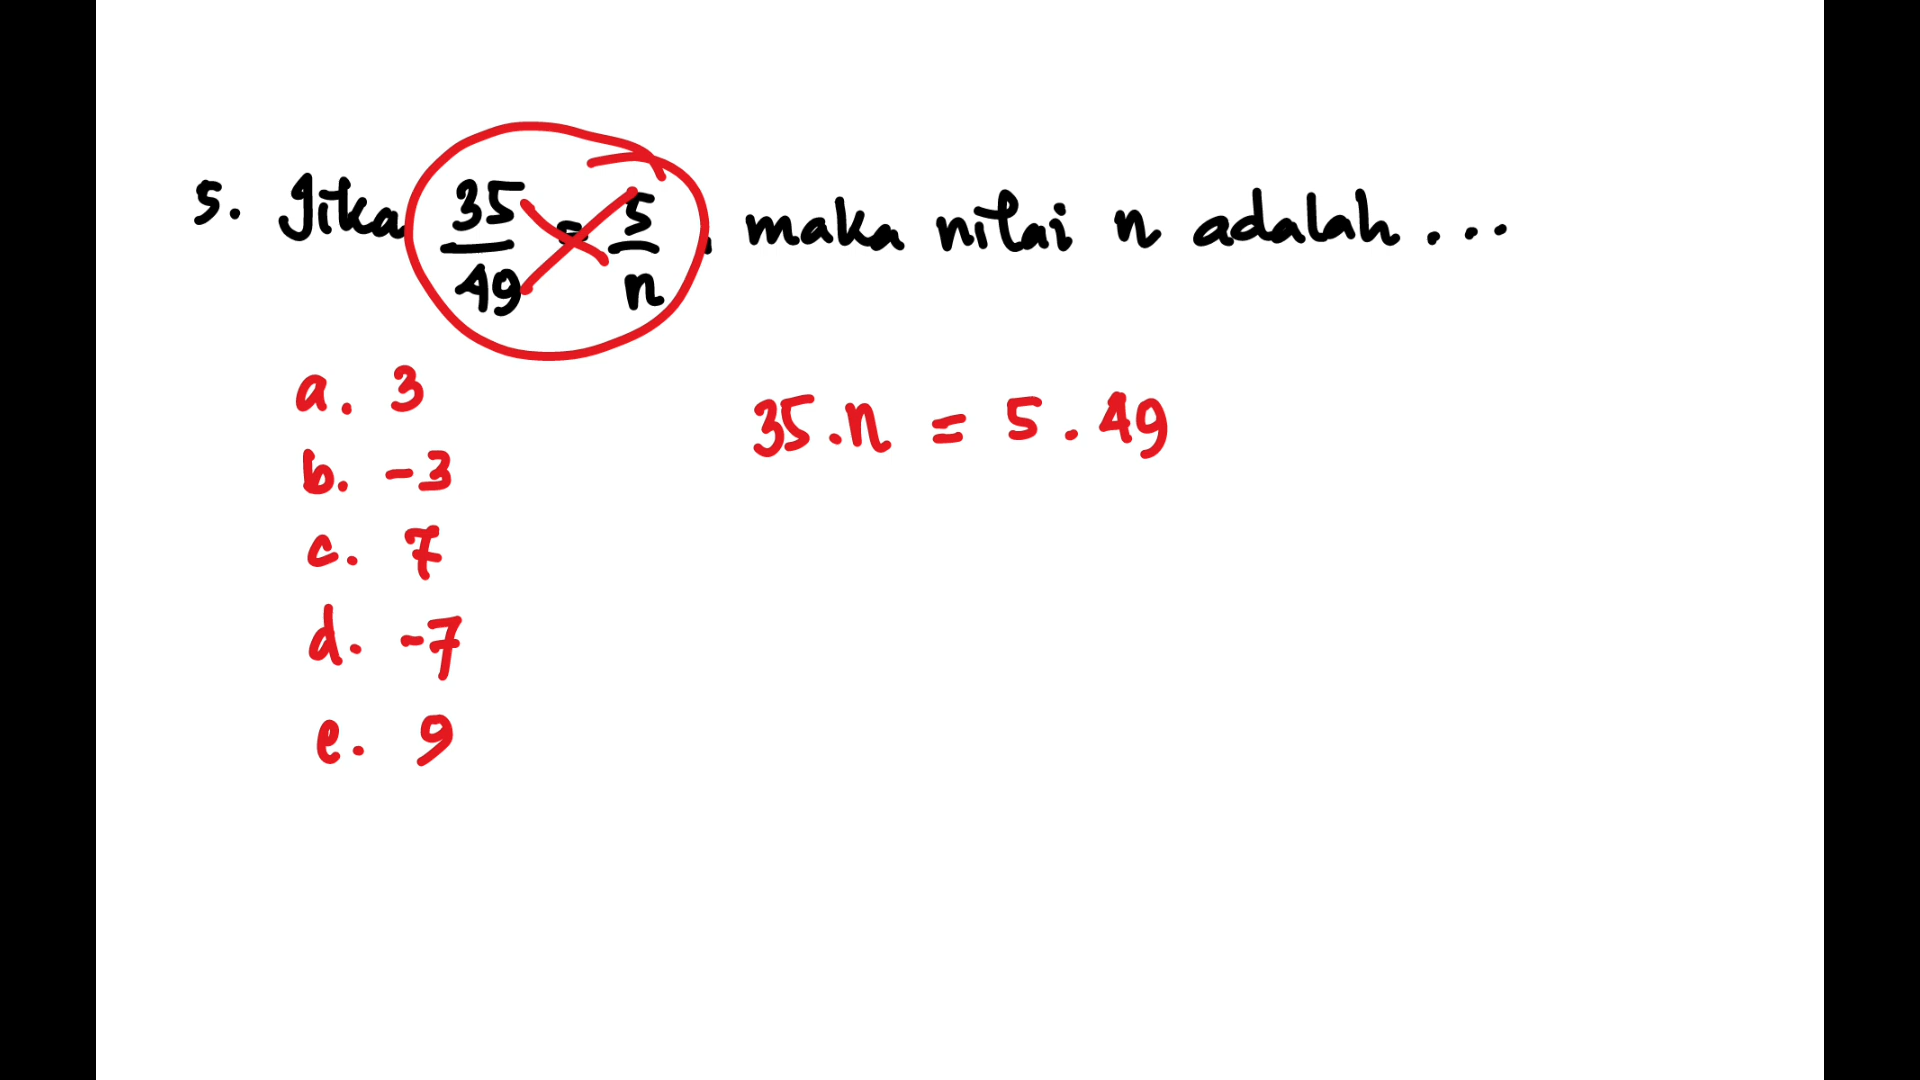 5. Jika 35/49 = 5/n, maka nilai n adalah ...
a. 3
b. -3
c. 7
d. -7
e. 9
35.n = 5.49